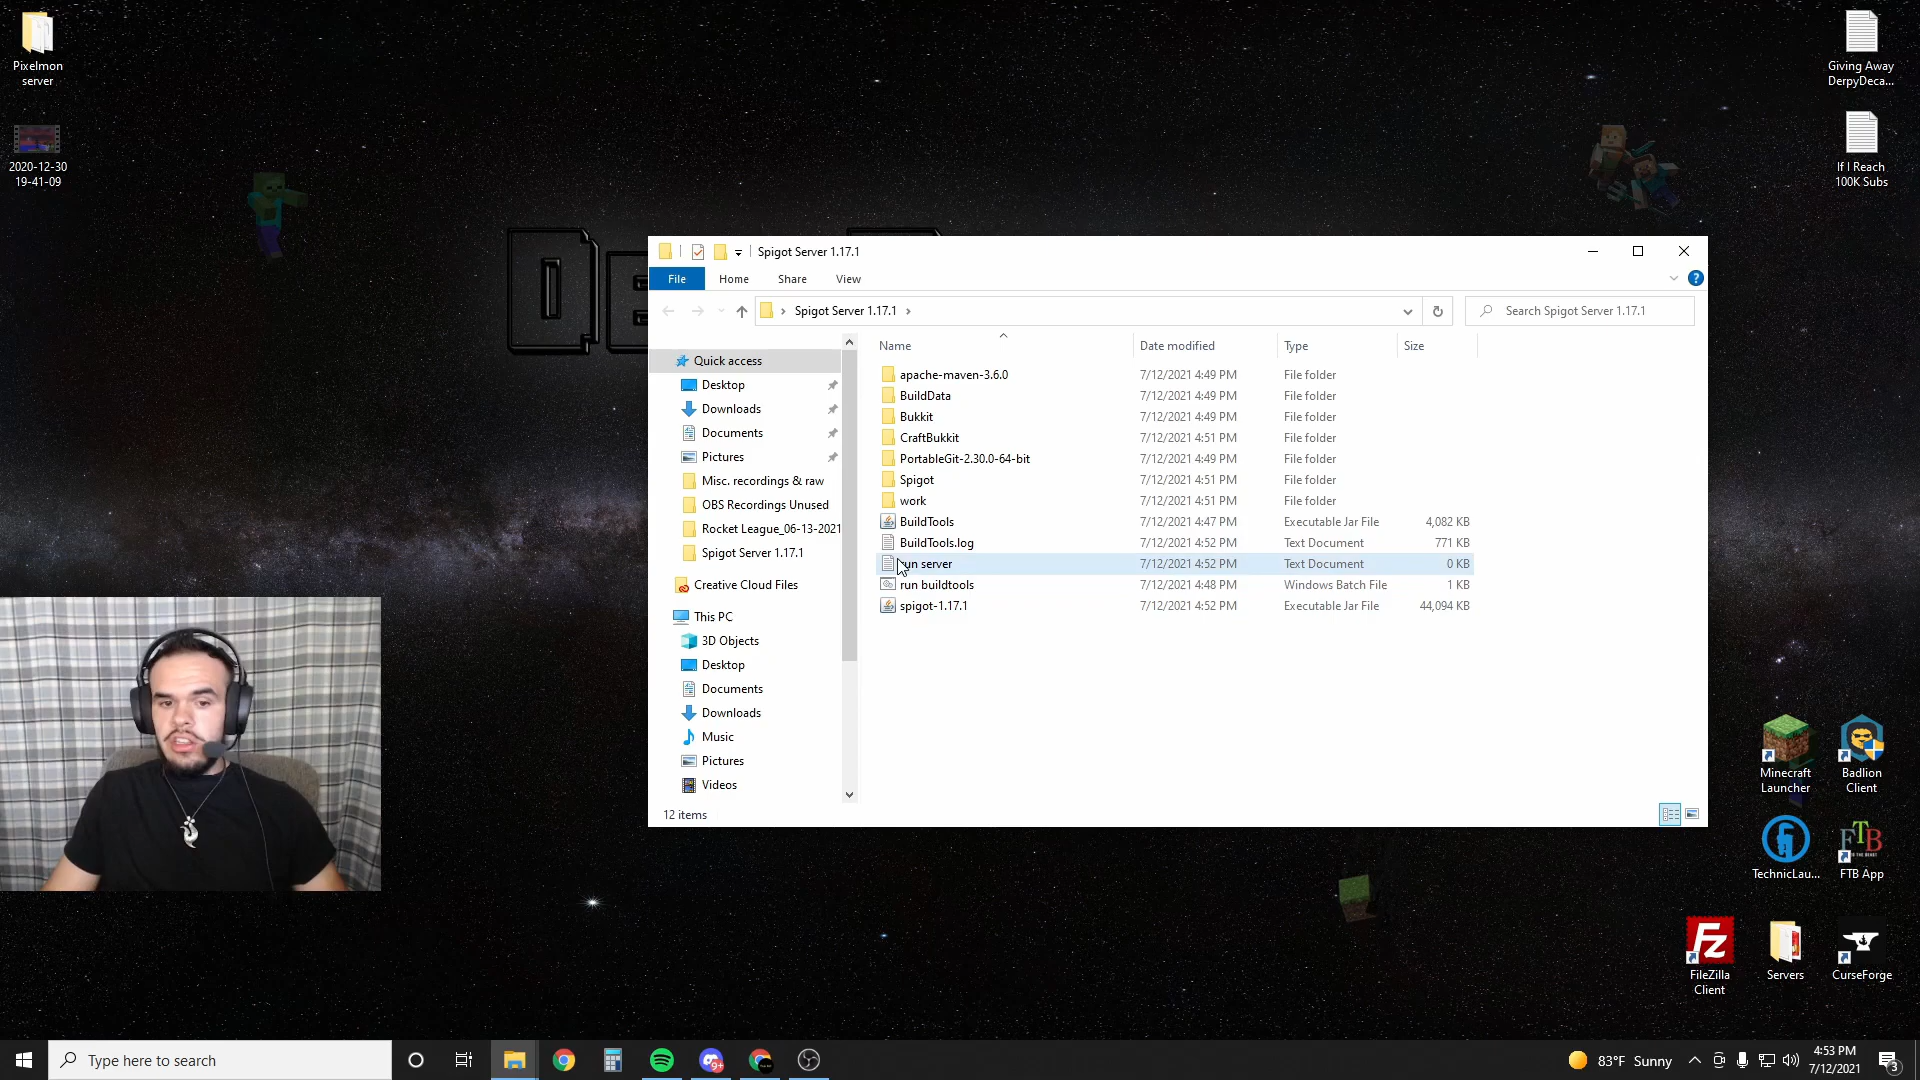 Pixelmon
server
2020-12-30
19-41-09
Giving Away
DerpyDeca...
If I Reach
100K Subs
Spigot Server 1.17.1
File
Home
Share
View
Spigot Server 1.17.1
Search Spigot Server 1.17.1
Name
Date modified
Type
Size
Quick access
Desktop
Downloads
Documents
Pictures
Misc. recordings & raw
OBS Recordings Unused
Rocket League_06-13-2021
Spigot Server 1.17.1
Creative Cloud Files
This PC
3D Objects
Desktop
Documents
Downloads
Music
Pictures
Videos
apache-maven-3.6.0 7/12/2021 4:49 PM File folder
BuildData 7/12/2021 4:49 PM File folder
Bukkit 7/12/2021 4:49 PM File folder
CraftBukkit 7/12/2021 4:51 PM File folder
PortableGit-2.30.0-64-bit 7/12/2021 4:49 PM File folder
Spigot 7/12/2021 4:51 PM File folder
work 7/12/2021 4:51 PM File folder
BuildTools 7/12/2021 4:47 PM Executable Jar File 4,082 KB
BuildTools.log 7/12/2021 4:52 PM Text Document 771 KB
run server 7/12/2021 4:52 PM Text Document 0 KB
run buildtools 7/12/2021 4:48 PM Windows Batch File 1 KB
spigot-1.17.1 7/12/2021 4:52 PM Executable Jar File 44,094 KB
12 items
Minecraft
Launcher
Badlion
Client
TechnicLau...
FTB
FTB App
Fz
FileZilla
Client
Servers
CurseForge
Type here to search
9+
83°F Sunny
4:53 PM
7/12/2021
3